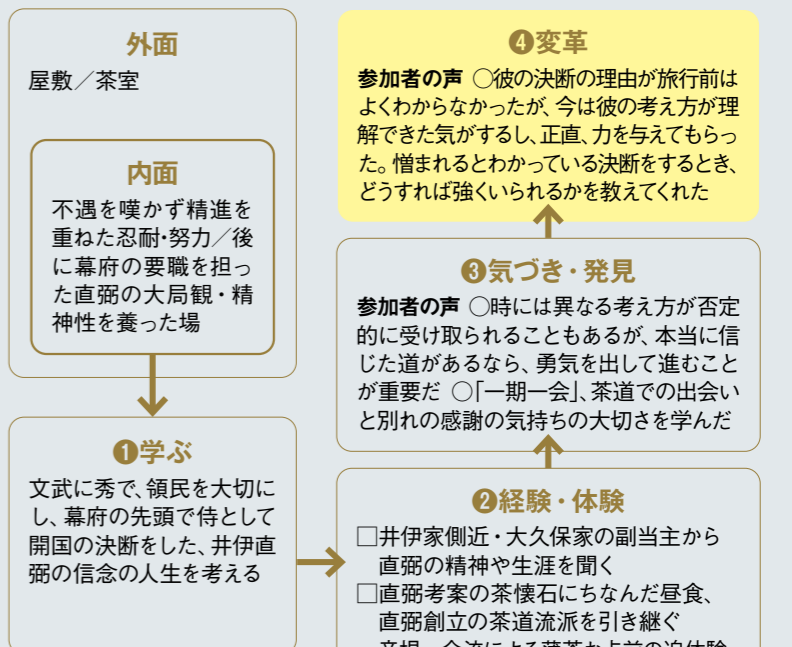 外面
屋敷／茶室
内面
不遇を嘆かず精進を
重ねた忍耐・努力／後
に幕府の要職を担っ
た直弼の大局観・精
神性を養った場
❶学ぶ
文武に秀で、領民を大切に
し、幕府の先頭で侍として
開国の決断をした、井伊直
弼の信念の人生を考える
❷経験・体験
□井伊家側近・大久保家の副当主から
直弼の精神や生涯を聞く
□直弼考案の茶懐石にちなんだ昼食、
直弼創立の茶道流派を引き継ぐ
❸気づき・発見
参加者の声 ○時には異なる考え方が否定
的に受け取られることもあるが、本当に信
じた道があるなら、勇気を出して進むこと
が重要だ ○「一期一会」、茶道での出会い
と別れの感謝の気持ちの大切さを学んだ
❹変革
参加者の声 ○彼の決断の理由が旅行前は
よくわからなかったが、今は彼の考え方が理
解できた気がするし、正直、力を与えてもらっ
た。憎まれるとわかっている決断をするとき、
どうすれば強くいられるかを教えてくれた